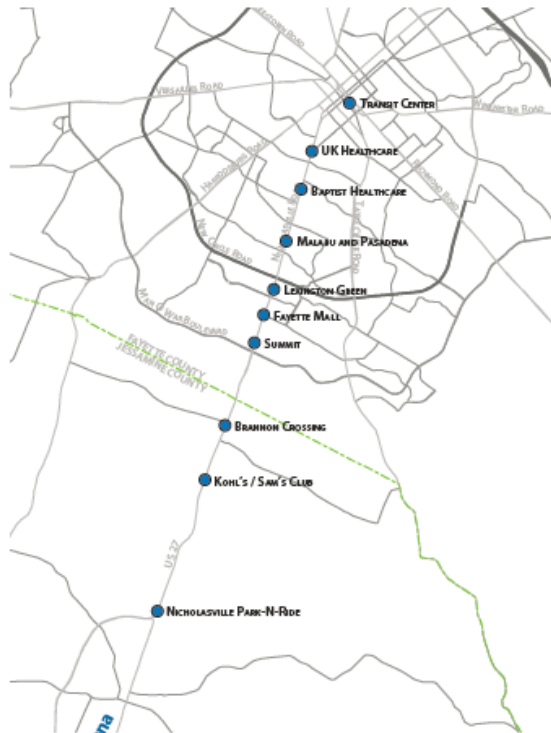 Versailles Road
Transit Center
Winchester Road
UK Healthcare
Harrodsburg Road
Richmond Road
Baptist Healthcare
Tates Creek Road
New Circle Road
Malabu and Pasadena
Lexington Green
Man O War Boulevard
Fayette Mall
Summit
FAYETTE COUNTY
JESSAMINE COUNTY
Brannon Crossing
Kohl's / Sam's Club
US 27
Nicholasville Park-N-Ride
na